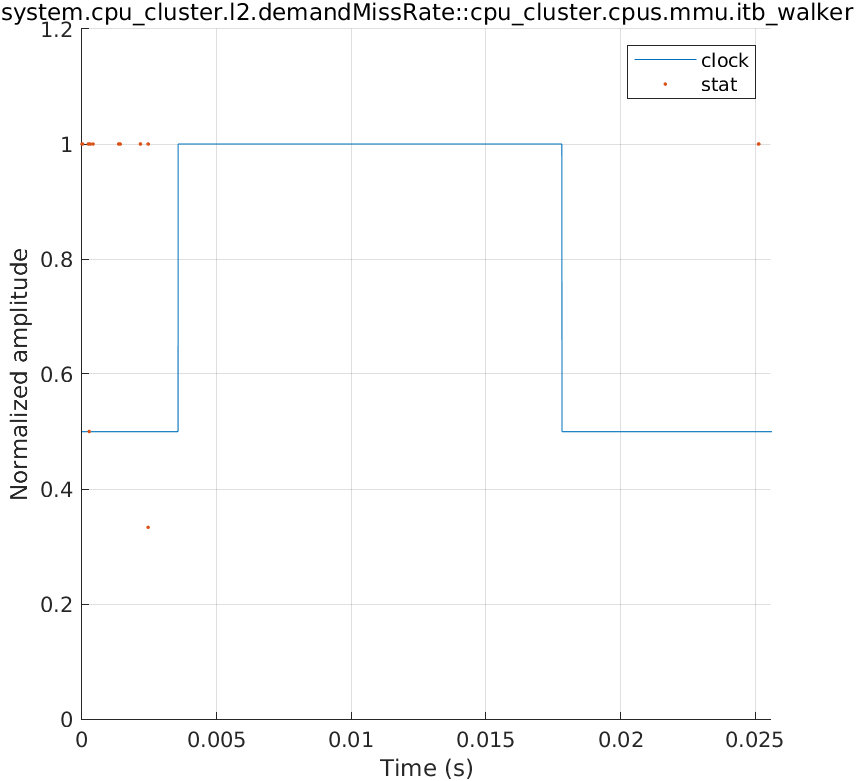 system.cpu_cluster.l2.demandMissRate::cpu_cluster.cpus.mmu.itb_walker
1.2
1
0.8
0.6
0.4
0.2
0
Normalized amplitude
clock
stat
0 0.005 0.01 0.015 0.02 0.025
Time (s)